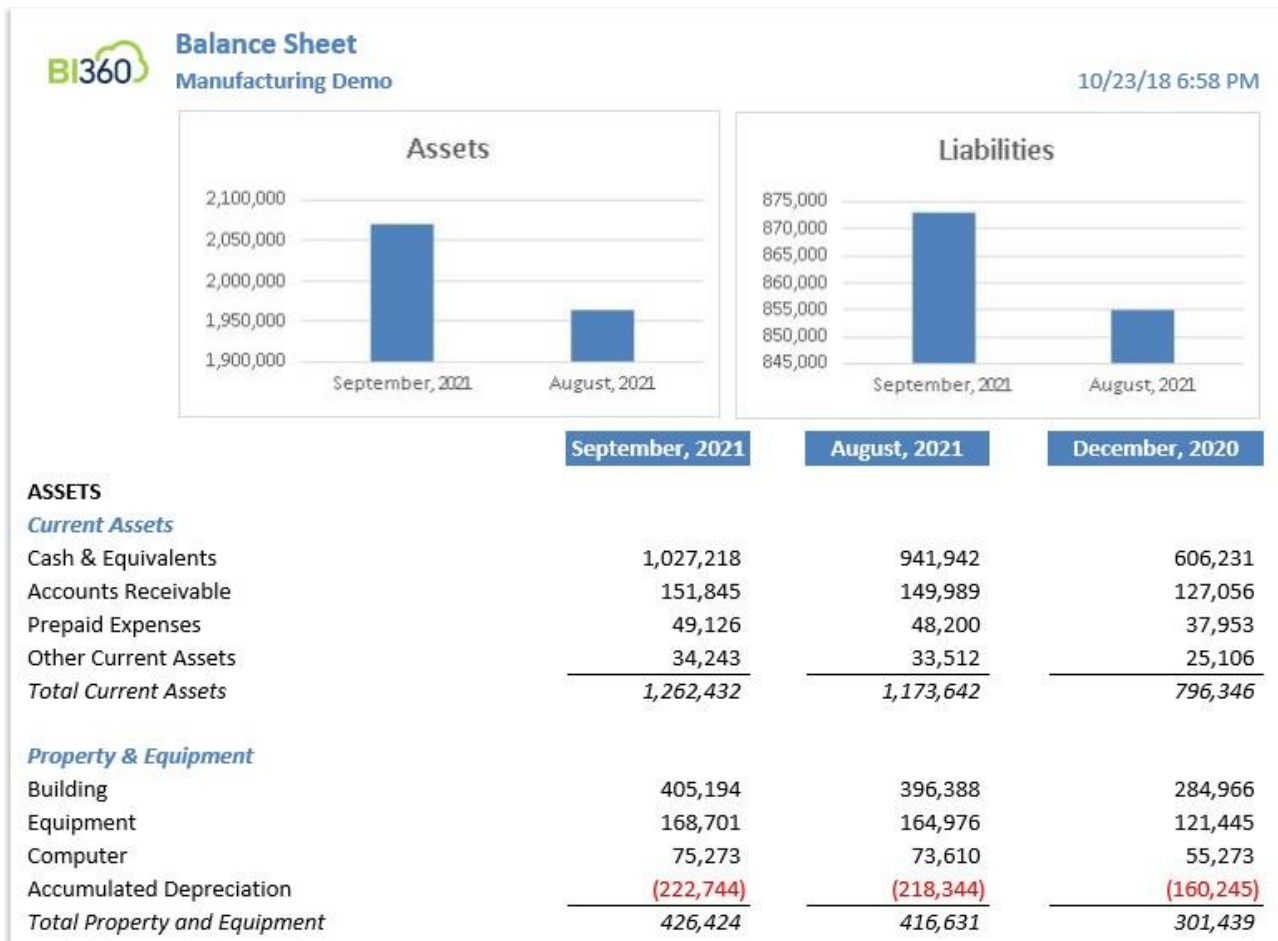 BI360
Balance Sheet
Manufacturing Demo
10/23/18 6:58 PM
Assets
2,100,000
2,050,000
2,000,000
1,950,000
1,900,000
September, 2021 August, 2021
Liabilities
875,000
870,000
865,000
860,000
855,000
850,000
845,000
September, 2021 August, 2021
September, 2021 August, 2021 December, 2020
ASSETS
Current Assets
Cash & Equivalents 1,027,218 941,942 606,231
Accounts Receivable 151,845 149,989 127,056
Prepaid Expenses 49,126 48,200 37,953
Other Current Assets 34,243 33,512 25,106
Total Current Assets 1,262,432 1,173,642 796,346
Property & Equipment
Building 405,194 396,388 284,966
Equipment 168,701 164,976 121,445
Computer 75,273 73,610 55,273
Accumulated Depreciation (222,744) (218,344) (160,245)
Total Property and Equipment 426,424 416,631 301,439